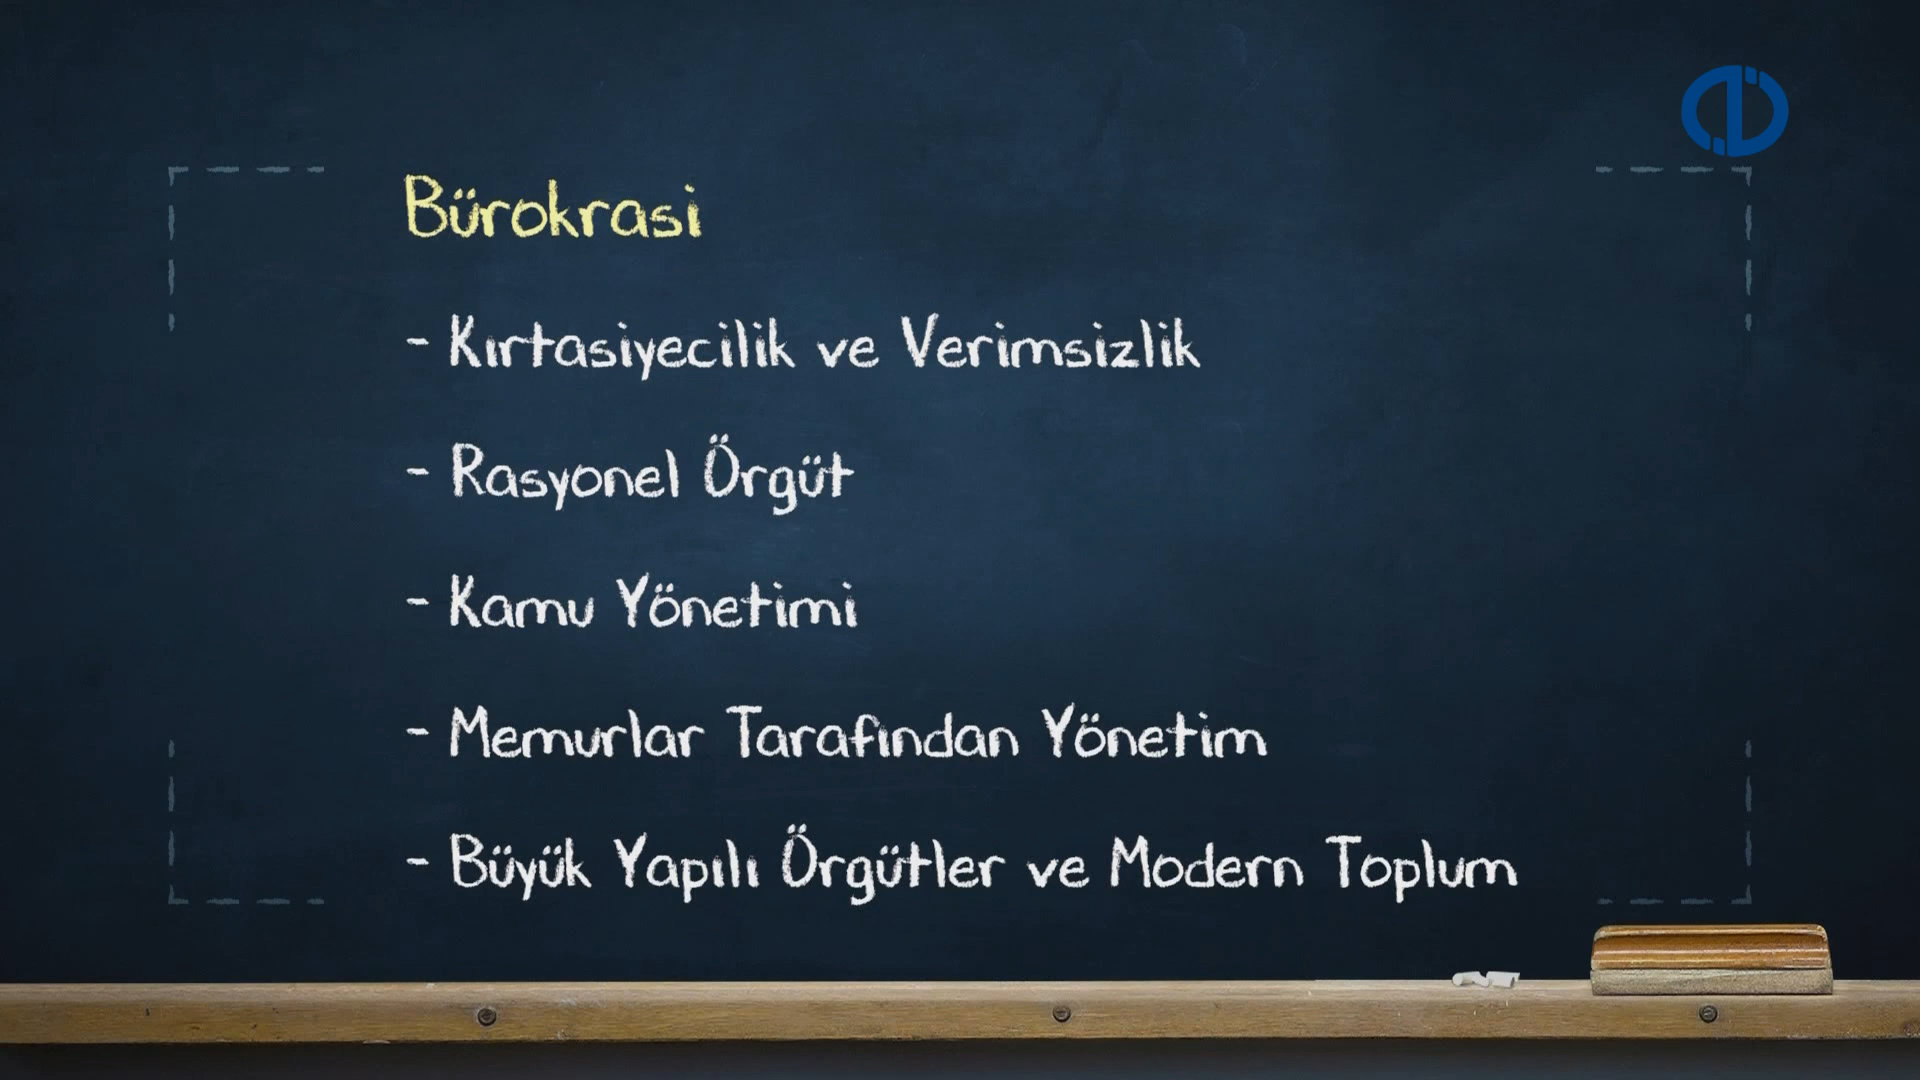 Bürokrasi
- Kırtasiyecilik ve Verimsizlik
- Rasyonel Örgüt
- Kamu Yönetimi
- Memurlar Tarafından Yönetim
- Büyük Yapılı Örgütler ve Modern Toplum